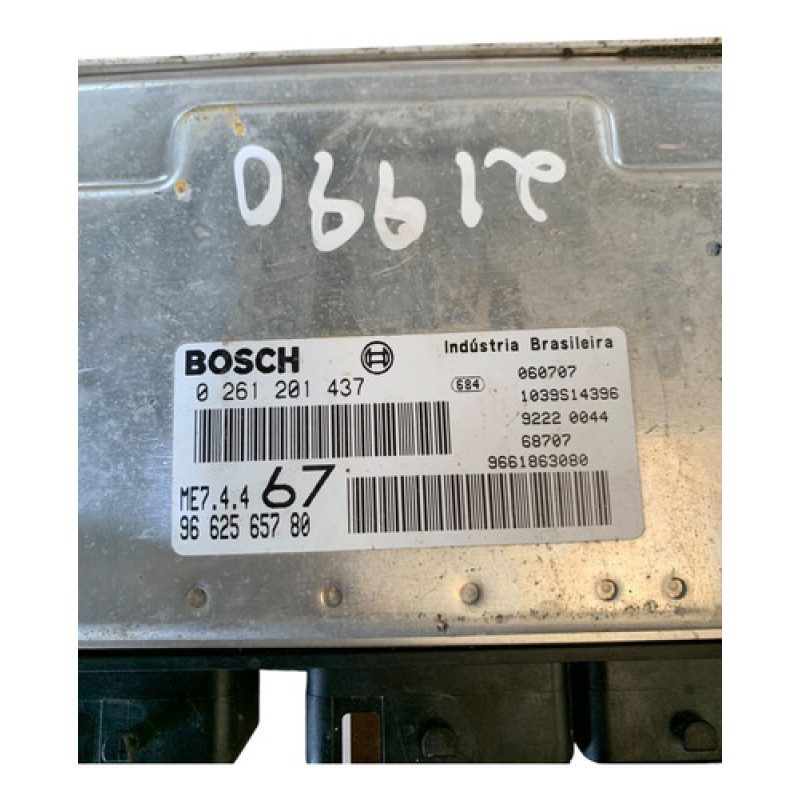 09912
BOSCH
Indústria Brasileira
0 261 201 437
684
060707
1039S14396
9222 0044
68707
9661863080
ME7.4.4 67
96 625 657 80